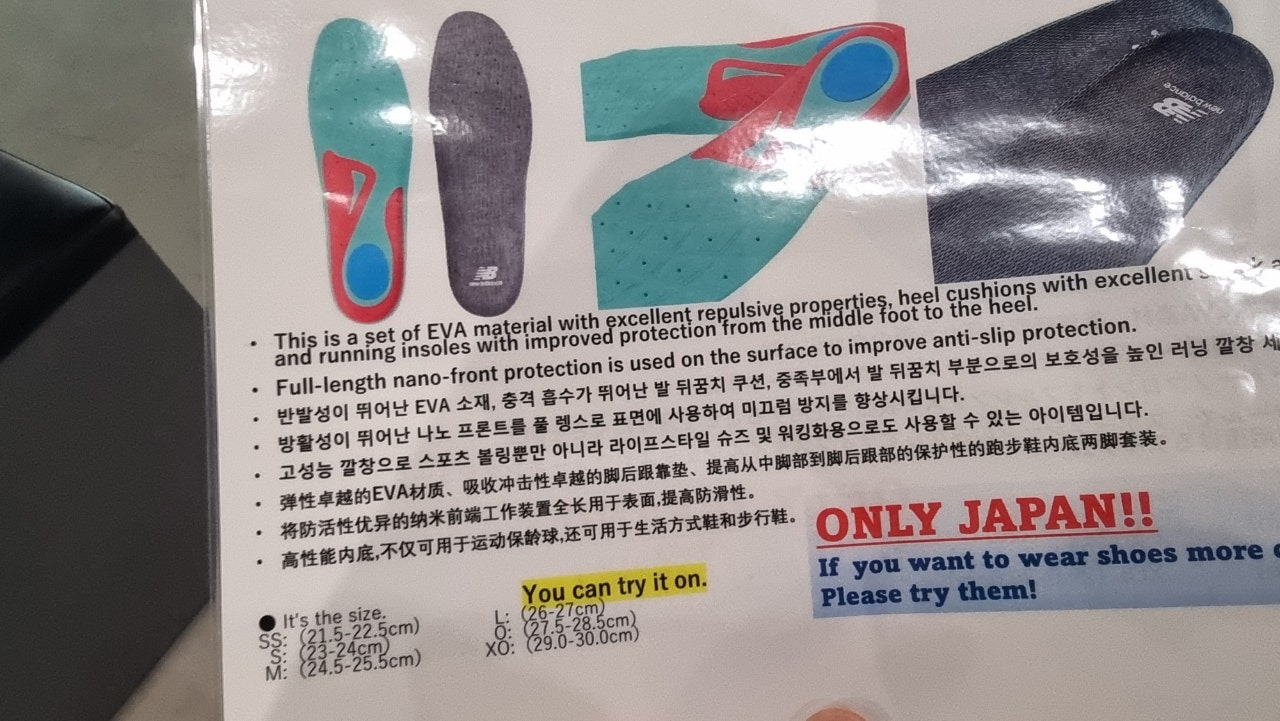 new balance
This is a set of EVA material with excellent repulsive properties, heel cushions with excellent
and running insoles with improved protection from the middle foot to the heel.
Full-length nano-front protection is used on the surface to improve anti-slip protection.
반발성이 뛰어난 EVA 소재, 충격 흡수가 뛰어난 발 뒤꿈치 쿠션, 중족부에서 발 뒤꿈치 부분으로의 보호성을 높인 러닝 깔창
방활성이 뛰어난 나노 프론트를 풀 렝스로 표면에 사용하여 미끄럼 방지를 향상시킵니다.
고성능 깔창으로 스포츠 볼링뿐만 아니라 라이프스타일 슈즈 및 워킹화용으로도 사용할 수 있는 아이템입니다.
弹性卓越的EVA材质、吸收冲击性卓越的脚后跟靠垫、提高从中脚部到脚后跟部的保护性的跑步鞋内底两脚套装。
将防活性优异的纳米前端工作装置全长用于表面,提高防滑性。
高性能内底,不仅可用于运动保龄球,还可用于生活方式鞋和步行鞋。
ONLY JAPAN!!
If you want to wear shoes more
Please try them!
You can try it on.
It's the size.
SS: (21.5-22.5cm)
S: (23-24cm)
M: (24.5-25.5cm)
L: (26-27cm)
O: (27.5-28.5cm)
XO: (29.0-30.0cm)